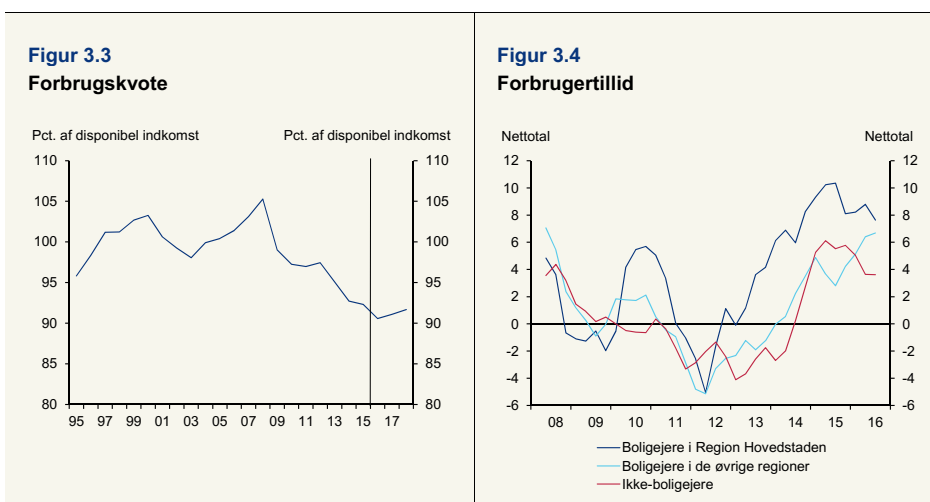 Figur 3.3
Forbrugskvote
Pct. af disponibel indkomst Pct. af disponibel indkomst
110 110
105 105
100 100
95 95
90 90
85 85
80 80
95 97 99 01 03 05 07 09 11 13 15 17
Figur 3.4
Forbrugertillid
Nettotal Nettotal
12 12
10 10
8 8
6 6
4 4
2 2
0 0
-2 -2
-4 -4
-6 -6
08 09 10 11 12 13 14 15 16
Boligejere i Region Hovedstaden
Boligejere i de øvrige regioner
Ikke-boligejere